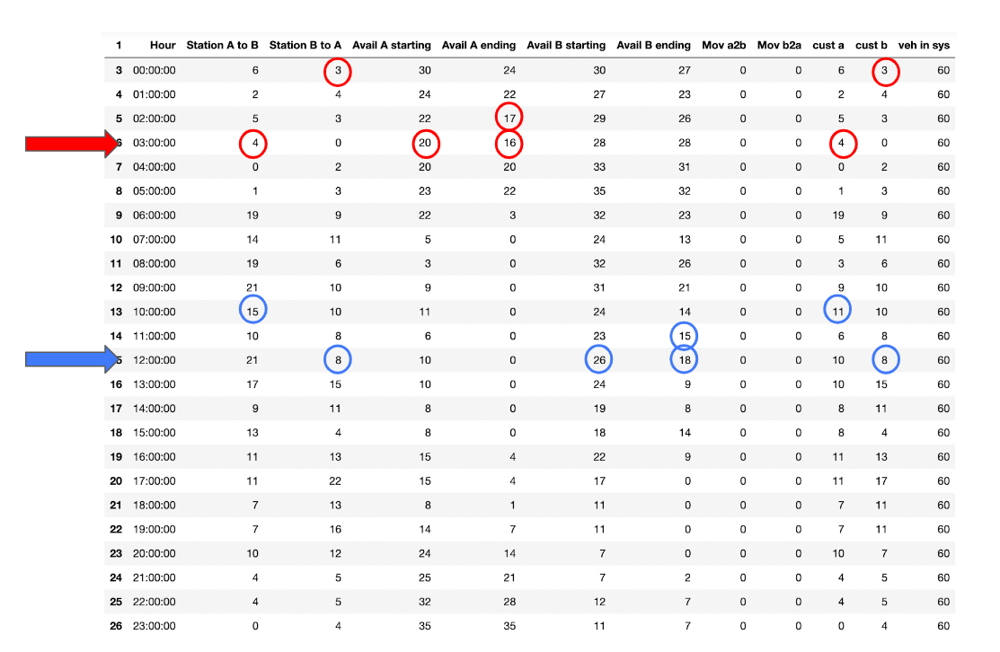 1 Hour Station A to B Station B to A Avail A starting Avail A ending Avail B starting Avail B ending Mov a2b Mov b2a cust a cust b veh in sys
3 00:00:00 6 3 30 24 30 27 0 0 6 3 60
4 01:00:00 2 4 24 22 27 23 0 0 2 4 60
5 02:00:00 5 3 22 17 29 26 0 0 5 3 60
6 03:00:00 4 0 20 16 28 28 0 0 4 0 60
7 04:00:00 0 2 20 20 33 31 0 0 0 2 60
8 05:00:00 1 3 23 22 35 32 0 0 1 3 60
9 06:00:00 19 9 22 3 32 23 0 0 19 9 60
10 07:00:00 14 11 5 0 24 13 0 0 5 11 60
11 08:00:00 19 6 3 0 32 26 0 0 3 6 60
12 09:00:00 21 10 9 0 31 21 0 0 9 10 60
13 10:00:00 15 10 11 0 24 14 0 0 11 10 60
14 11:00:00 10 8 6 0 23 15 0 0 6 8 60
5 12:00:00 21 8 10 0 26 18 0 0 10 8 60
16 13:00:00 17 15 10 0 24 9 0 0 10 15 60
17 14:00:00 9 11 8 0 19 8 0 0 8 11 60
18 15:00:00 13 4 8 0 18 14 0 0 8 4 60
19 16:00:00 11 13 15 4 22 9 0 0 11 13 60
20 17:00:00 11 22 15 4 17 0 0 0 11 17 60
21 18:00:00 7 13 8 1 11 0 0 0 7 11 60
22 19:00:00 7 16 14 7 11 0 0 0 7 11 60
23 20:00:00 10 12 24 14 7 0 0 0 10 7 60
24 21:00:00 4 5 25 21 7 2 0 0 4 5 60
25 22:00:00 4 5 32 28 12 7 0 0 4 5 60
26 23:00:00 0 4 35 35 11 7 0 0 0 4 60